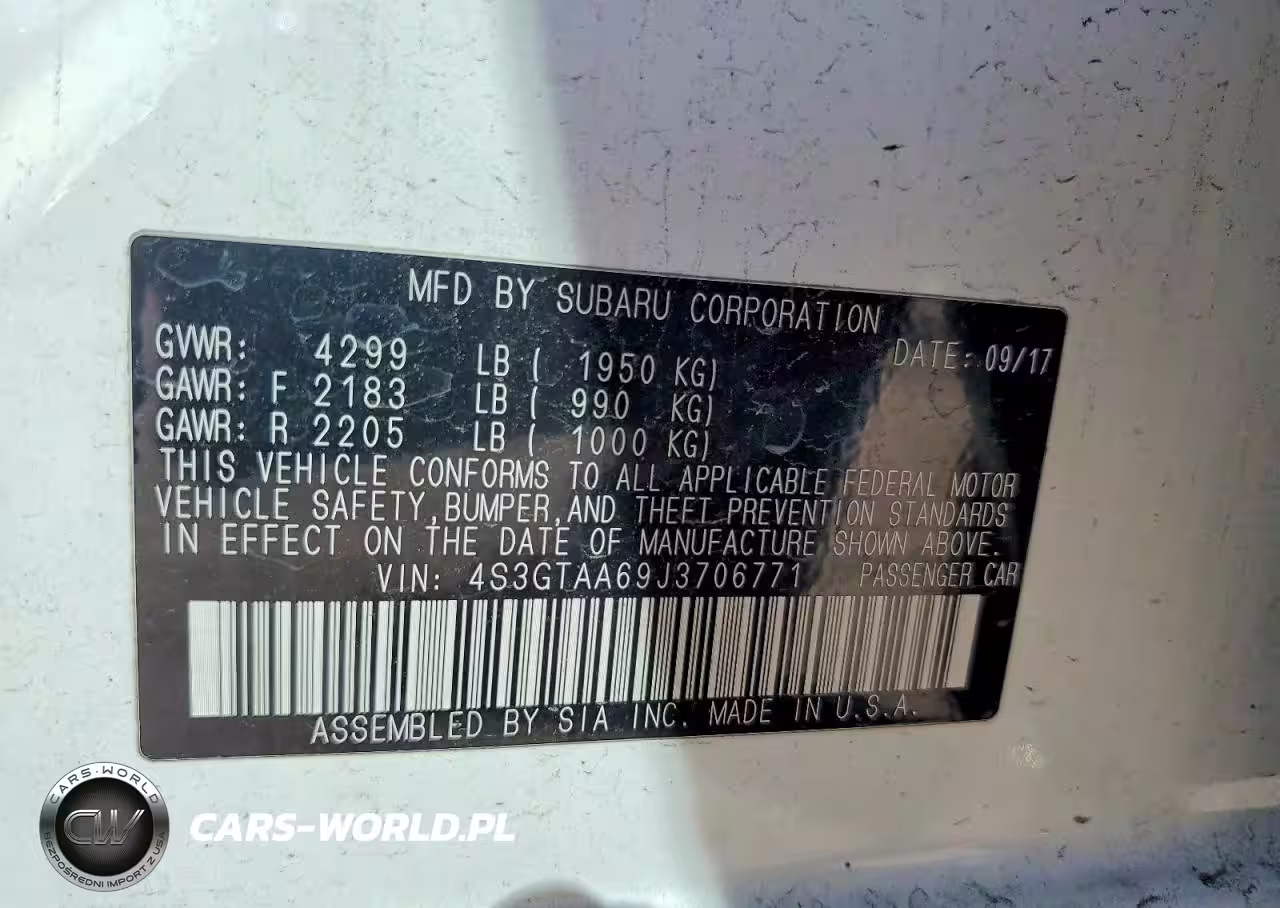 MFD BY SUBARU CORPORATION
GVWR: 4299 LB ( 1950 KG) DATE: 09/17
GAWR: F 2183 LB ( 990 KG)
GAWR: R 2205 LB ( 1000 KG)
THIS VEHICLE CONFORMS TO ALL APPLICABLE FEDERAL MOTOR
VEHICLE SAFETY, BUMPER, AND THEFT PREVENTION STANDARDS
IN EFFECT ON THE DATE OF MANUFACTURE SHOWN ABOVE.
VIN: 4S3GTAA69J3706771 PASSENGER CAR
ASSEMBLED BY SIA INC. MADE IN U.S.A.
CARS-WORLD
CW
BEZPOŚREDNI IMPORT Z USA
CARS-WORLD.PL